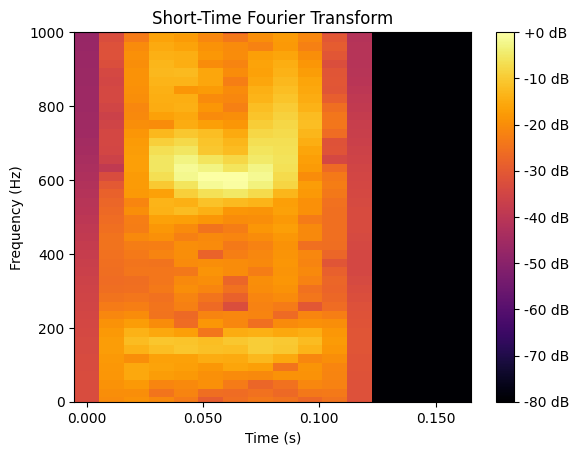 Short-Time Fourier Transform
Frequency (Hz)
1000
800
600
400
200
0
0.000
0.050
0.100
0.150
Time (s)
+0 dB
-10 dB
-20 dB
-30 dB
-40 dB
-50 dB
-60 dB
-70 dB
-80 dB